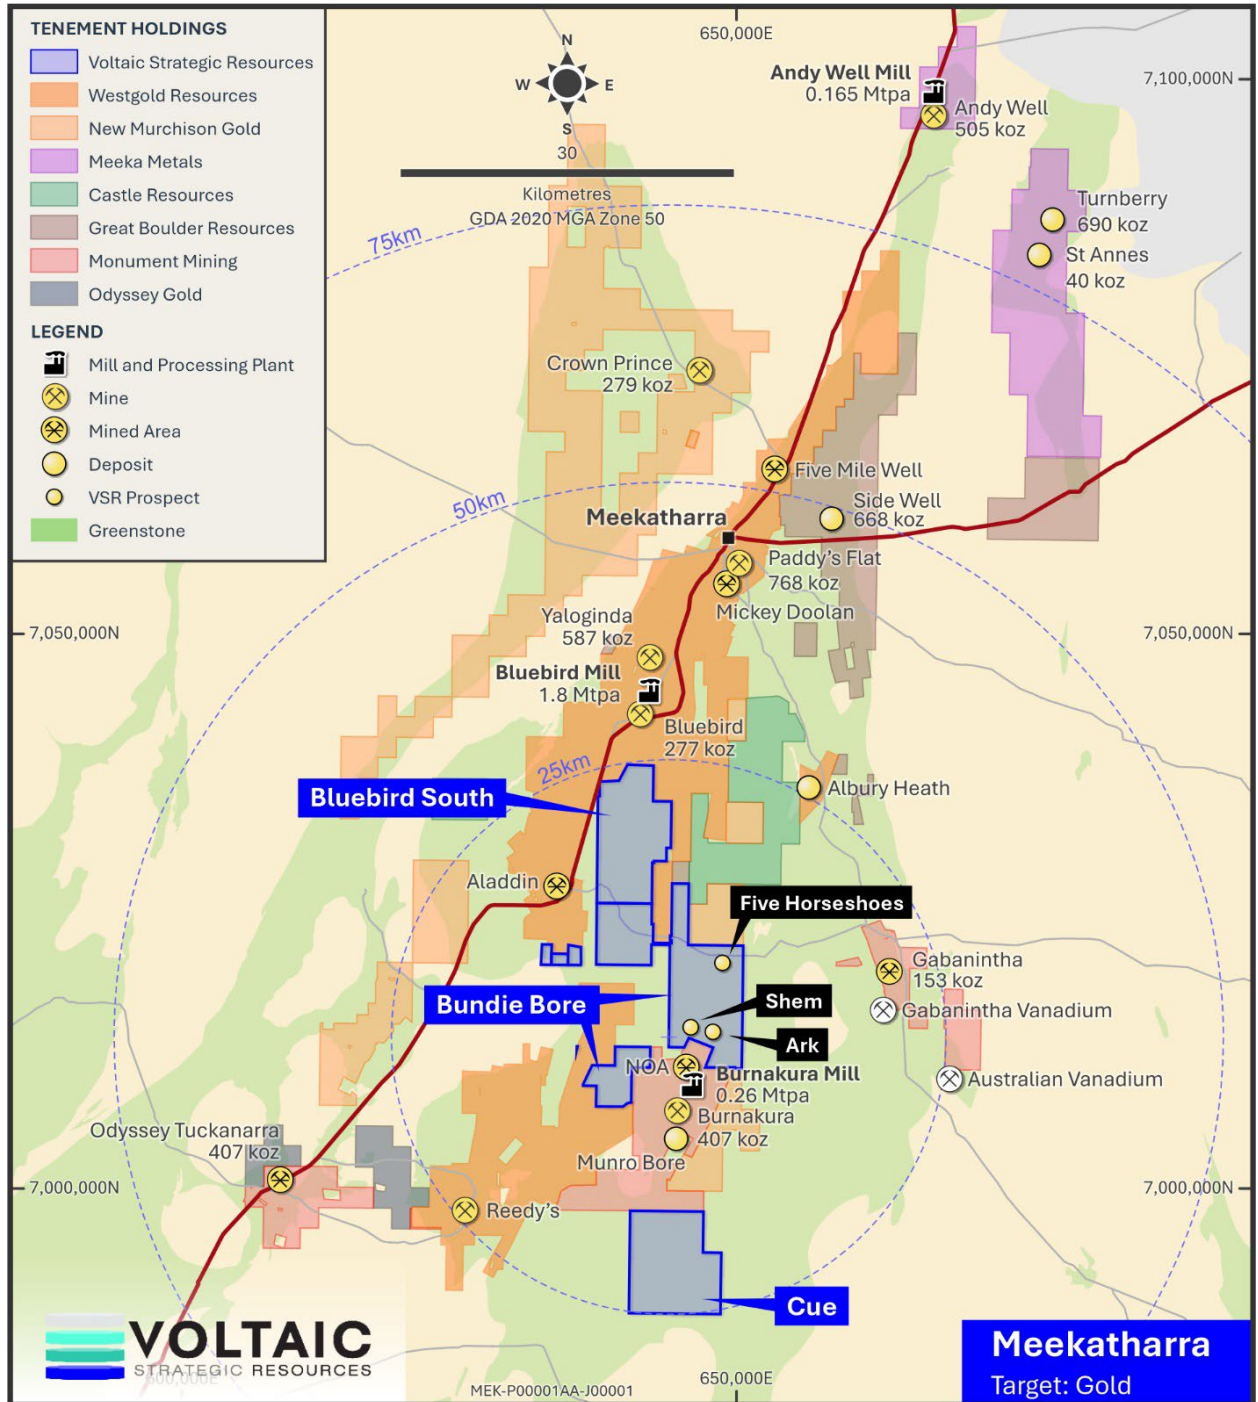 TENEMENT HOLDINGS
Voltaic Strategic Resources
Westgold Resources
New Murchison Gold
Meeka Metals
Castle Resources
Great Boulder Resources
Monument Mining
Odyssey Gold
LEGEND
Mill and Processing Plant
Mine
Mined Area
Deposit
VSR Prospect
Greenstone
N
W
E
S
30
Kilometres
GDA 2020 MGA Zone 50
650,000E
7,100,000N
Andy Well Mill
0.165 Mtpa
Andy Well
505 koz
Turnberry
690 koz
St Annes
40 koz
75km
Crown Prince
279 koz
Five Mile Well
50km
Side Well
668 koz
Meekatharra
Paddy's Flat
768 koz
Mickey Doolan
7,050,000N
7,050,000N
Yaloginda
587 koz
Bluebird Mill
1.8 Mtpa
Bluebird
277 koz
25km
Bluebird South
Albury Heath
Aladdin
Five Horseshoes
Gabanintha
153 koz
Bundie Bore
Shem
Gabanintha Vanadium
Ark
NOA
Burnakura Mill
0.26 Mtpa
Australian Vanadium
Burnakura
407 koz
Munro Bore
Odyssey Tuckanarra
407 koz
7,000,000N
7,000,000N
Reedy's
Cue
VOLTAIC
STRATEGIC RESOURCES
600,000E
MEK-P00001AA-J00001
650,000E
Meekatharra
Target: Gold